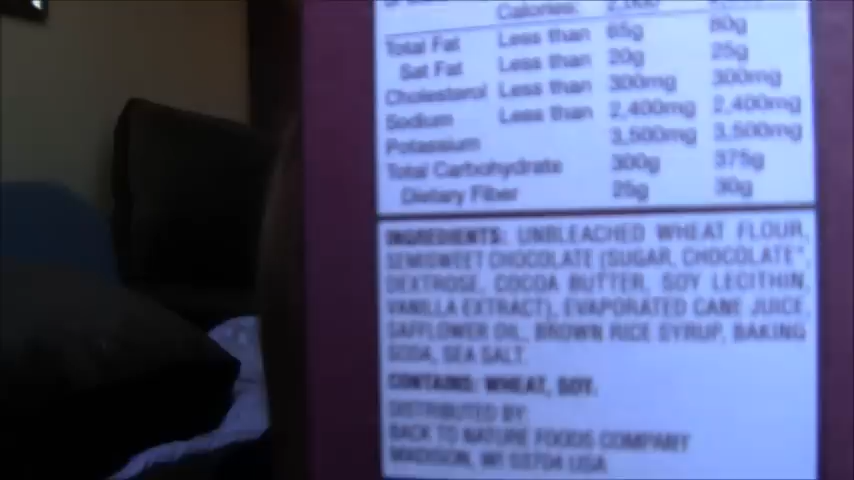 Calories: 2,000
Total Fat Less than 65g 80g
Sat Fat Less than 20g 25g
Cholesterol Less than 300mg 300mg
Sodium Less than 2,400mg 2,400mg
Potassium 3,500mg 3,500mg
Total Carbohydrate 300g 375g
Dietary Fiber 25g 30g
INGREDIENTS: UNBLEACHED WHEAT FLOUR,
SEMISWEET CHOCOLATE (SUGAR, CHOCOLATE*,
DEXTROSE, COCOA BUTTER, SOY LECITHIN,
VANILLA EXTRACT), EVAPORATED CANE JUICE,
SAFFLOWER OIL, BROWN RICE SYRUP, BAKING
SODA, SEA SALT.
CONTAINS: WHEAT, SOY.
DISTRIBUTED BY:
BACK TO NATURE FOODS COMPANY
MADISON, WI 53704 USA